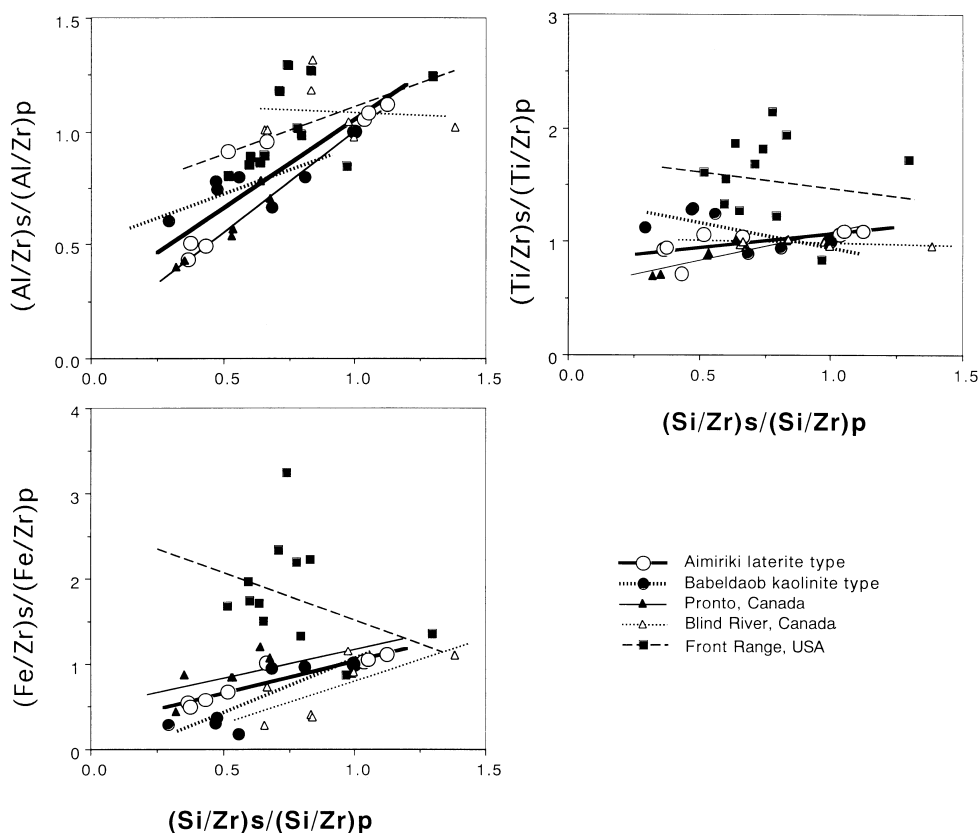 (Al/Zr)s/(Al/Zr)p
1.5
1.0
0.5
0.0
0.0 0.5 1.0 1.5
(Ti/Zr)s/(Ti/Zr)p
3
2
1
0
0.0 0.5 1.0 1.5
(Si/Zr)s/(Si/Zr)p
(Fe/Zr)s/(Fe/Zr)p
4
3
2
1
0
0.0 0.5 1.0 1.5
(Si/Zr)s/(Si/Zr)p
Aimiriki laterite type
Babeldaob kaolinite type
Pronto, Canada
Blind River, Canada
Front Range, USA